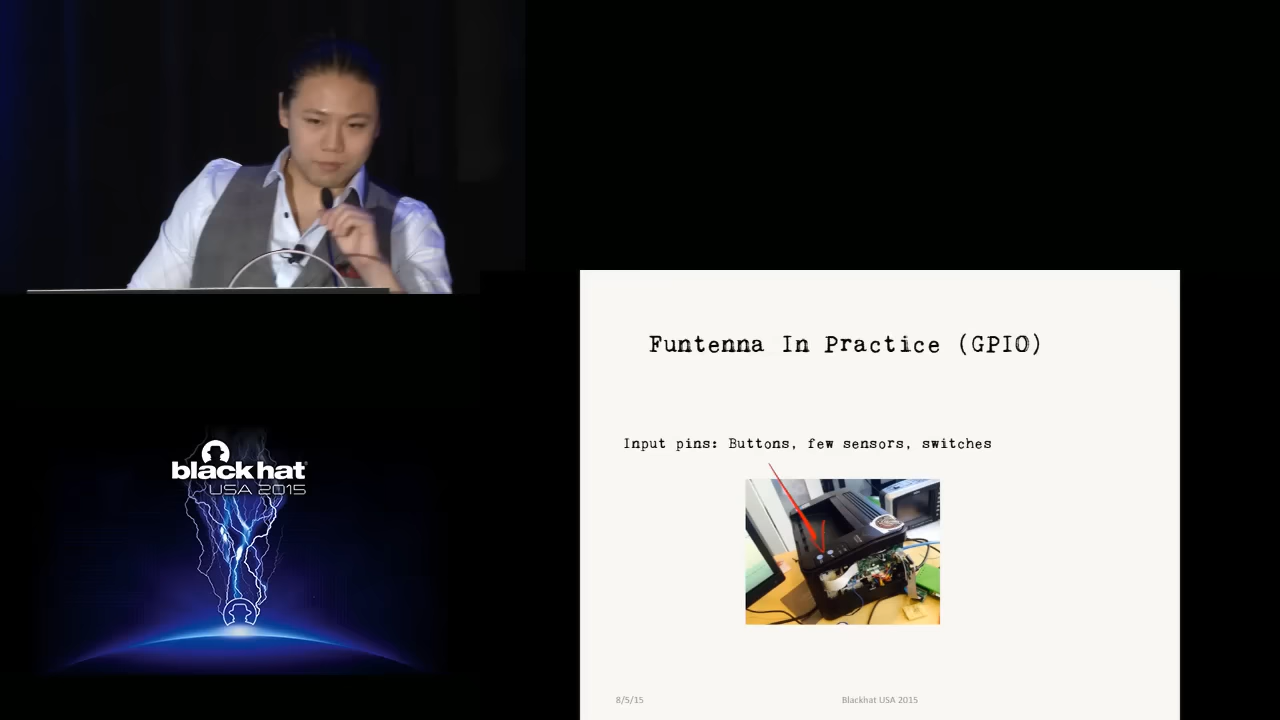 Funtenna In Practice (GPIO)
Input pins: Buttons, few sensors, switches
black hat
USA 2015
8/5/15
Blackhat USA 2015